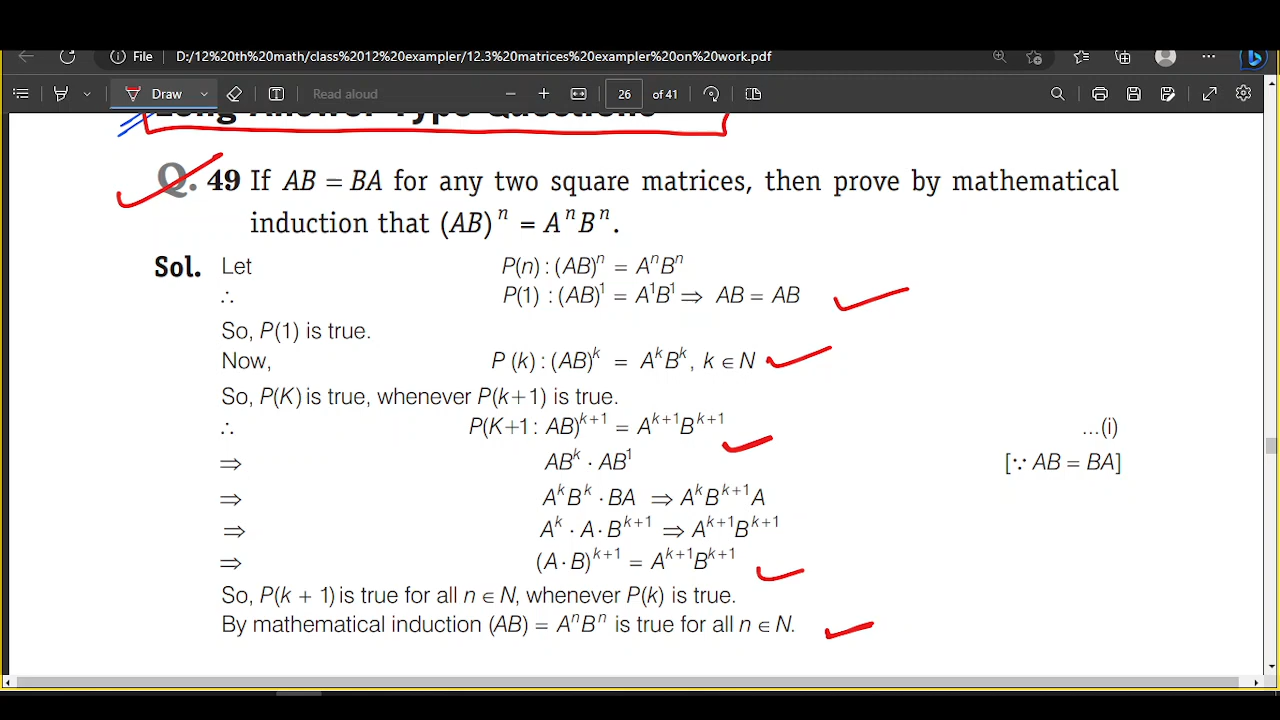 File D:/12%20th%20math/class%2012%20exampler/12.3%20matrices%20exampler%20on%20work.pdf
Draw Read aloud 26 of 41
Long Answer Type Questions
Q. 49 If AB = BA for any two square matrices, then prove by mathematical
induction that (AB)ⁿ = AⁿBⁿ.
Sol. Let P(n) : (AB)ⁿ = AⁿBⁿ
∴ P(1) : (AB)¹ = A¹B¹ ⇒ AB = AB
So, P(1) is true.
Now, P (k) : (AB)ᵏ = AᵏBᵏ, k ∈ N
So, P(K) is true, whenever P(k+1) is true.
∴ P(K+1 : AB)ᵏ⁺¹ = Aᵏ⁺¹Bᵏ⁺¹ ...(i)
⇒ ABᵏ · AB¹ [∵ AB = BA]
⇒ AᵏBᵏ · BA ⇒ AᵏBᵏ⁺¹A
⇒ Aᵏ · A · Bᵏ⁺¹ ⇒ Aᵏ⁺¹Bᵏ⁺¹
⇒ (A · B)ᵏ⁺¹ = Aᵏ⁺¹Bᵏ⁺¹
So, P(k + 1) is true for all n ∈ N, whenever P(k) is true.
By mathematical induction (AB) = AⁿBⁿ is true for all n ∈ N.